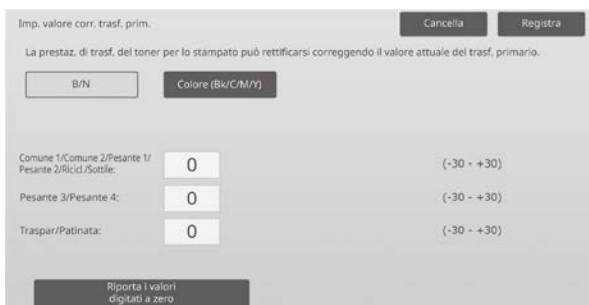 Imp. valore corr. trasf. prim.
Cancella
Registra
La prestaz. di trasf. del toner per lo stampato può rettificarsi correggendo il valore attuale del trasf. primario.
B/N
Colore (Bk/C/M/Y)
Comune 1/Comune 2/Pesante 1/
Pesante 2/Ricicl./Sottile:
0
(-30 - +30)
Pesante 3/Pesante 4:
0
(-30 - +30)
Traspar/Patinata:
0
(-30 - +30)
Riporta i valori
digitati a zero